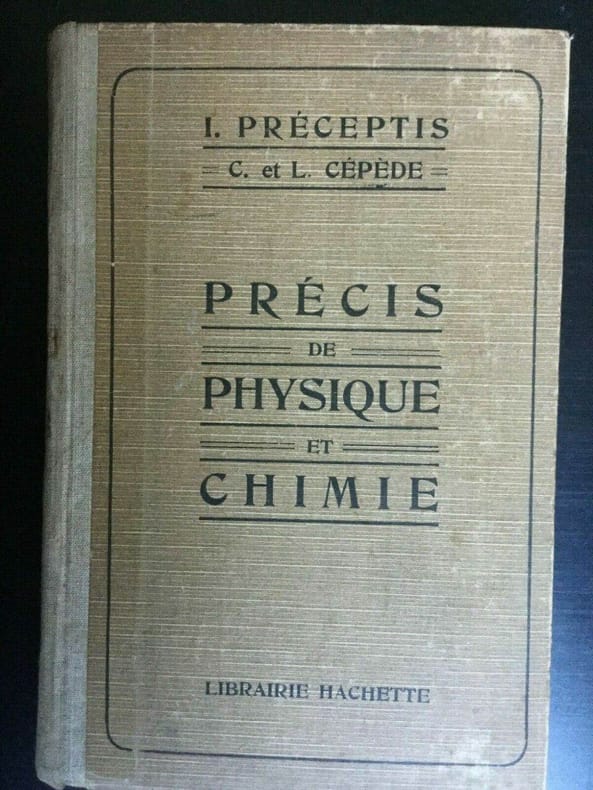 I. PRÉCEPTIS
C. et L. CÉPÈDE
PRÉCIS
DE
PHYSIQUE
ET
CHIMIE
LIBRAIRIE HACHETTE